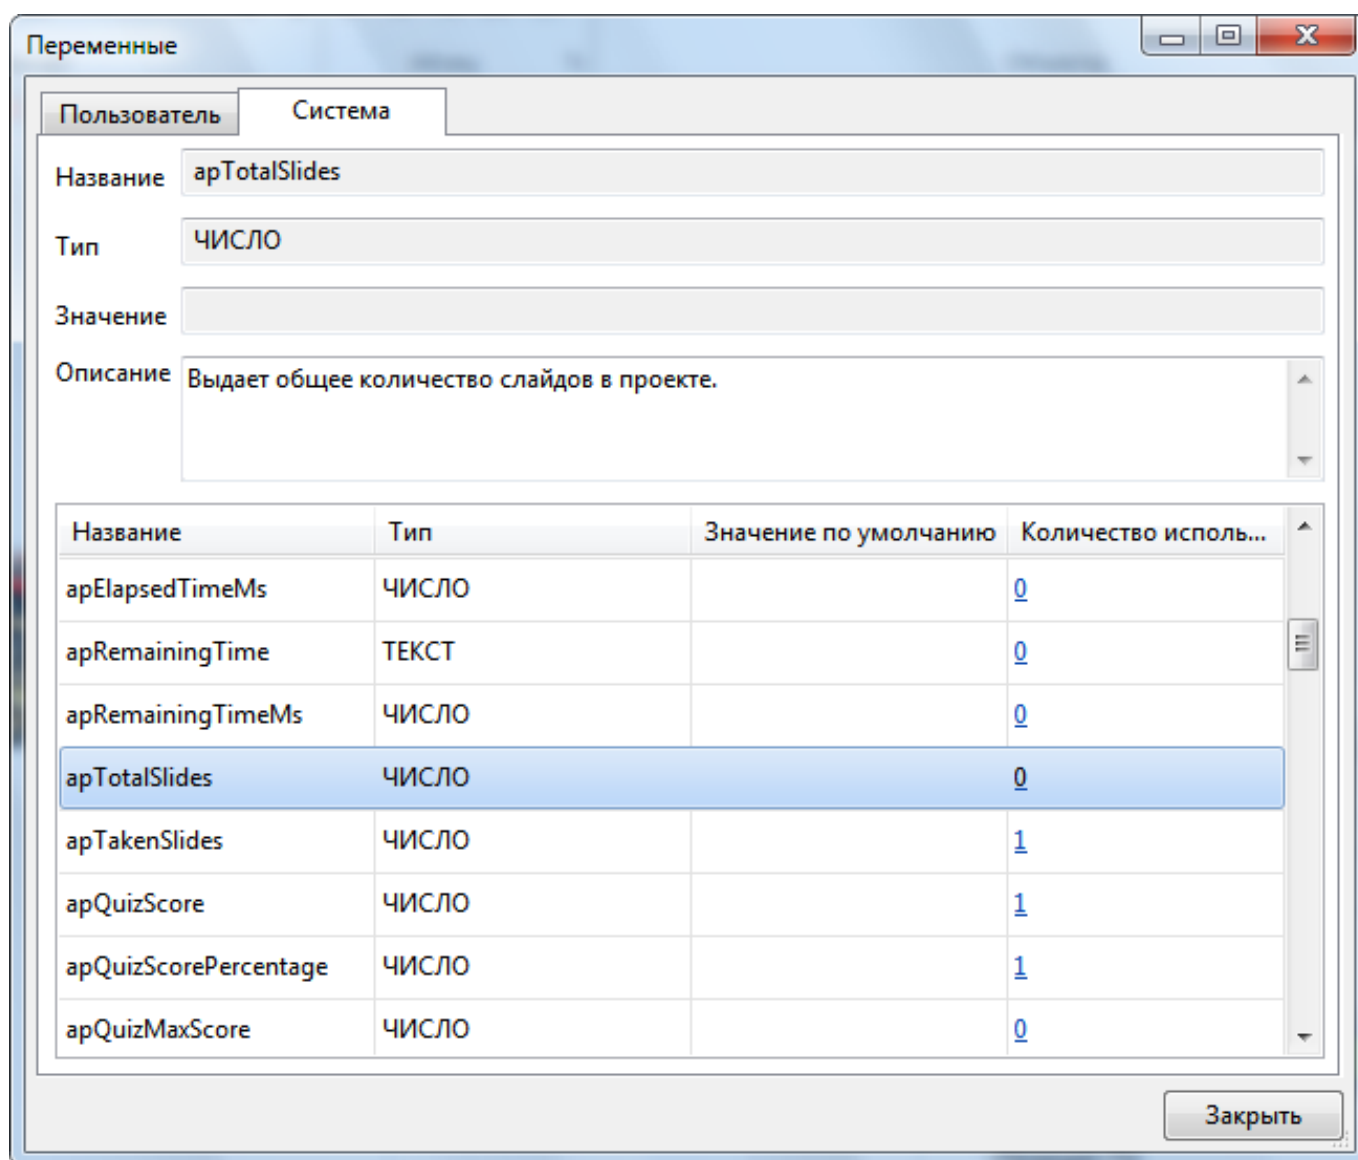 Переменные
Пользователь Система
Название apTotalSlides
Тип ЧИСЛО
Значение
Описание Выдает общее количество слайдов в проекте.
Название Тип Значение по умолчанию Количество исполь...
apElapsedTimeMs ЧИСЛО 0
apRemainingTime ТЕКСТ 0
apRemainingTimeMs ЧИСЛО 0
apTotalSlides ЧИСЛО 0
apTakenSlides ЧИСЛО 1
apQuizScore ЧИСЛО 1
apQuizScorePercentage ЧИСЛО 1
apQuizMaxScore ЧИСЛО 0
Закрыть